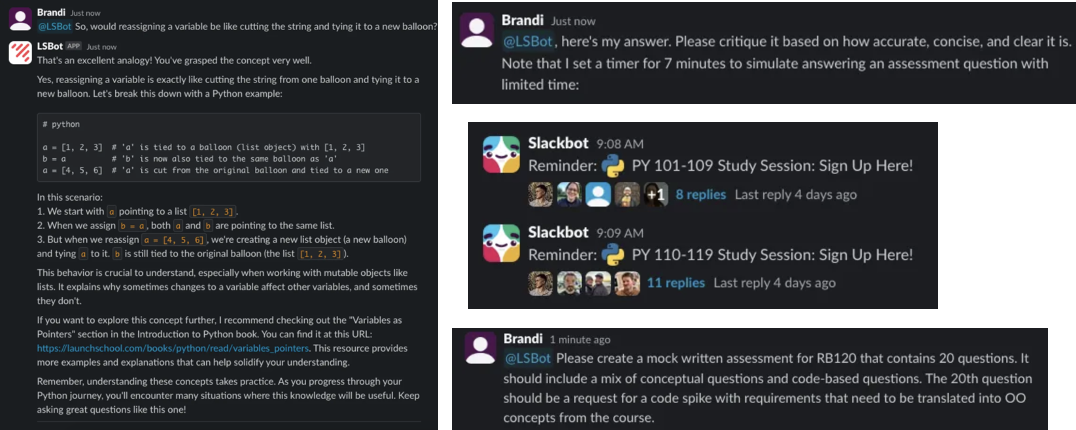 Brandi Just now
@LSBot So, would reassigning a variable be like cutting the string and tying it to a new balloon?
LSBot APP Just now
That's an excellent analogy! You've grasped the concept very well.
Yes, reassigning a variable is exactly like cutting the string from one balloon and tying it to a
new balloon. Let's break this down with a Python example:
# python
a = [1, 2, 3] # 'a' is tied to a balloon (list object) with [1, 2, 3]
b = a # 'b' is now also tied to the same balloon as 'a'
a = [4, 5, 6] # 'a' is cut from the original balloon and tied to a new one
In this scenario:
1. We start with a pointing to a list [1, 2, 3].
2. When we assign b = a, both a and b are pointing to the same list.
3. But when we reassign a = [4, 5, 6], we're creating a new list object (a new balloon)
and tying a to it. b is still tied to the original balloon (the list [1, 2, 3]).
This behavior is crucial to understand, especially when working with mutable objects like
lists. It explains why sometimes changes to a variable affect other variables, and sometimes
they don't.
If you want to explore this concept further, I recommend checking out the "Variables as
Pointers" section in the Introduction to Python book. You can find it at this URL:
https://launchschool.com/books/python/read/variables_pointers. This resource provides
more examples and explanations that can help solidify your understanding.
Remember, understanding these concepts takes practice. As you progress through your
Python journey, you'll encounter many situations where this knowledge will be useful. Keep
asking great questions like this one!
Brandi Just now
@LSBot, here's my answer. Please critique it based on how accurate, concise, and clear it is.
Note that I set a timer for 7 minutes to simulate answering an assessment question with
limited time:
Slackbot 9:08 AM
Reminder: PY 101-109 Study Session: Sign Up Here!
+1 8 replies Last reply 4 days ago
Slackbot 9:09 AM
Reminder: PY 110-119 Study Session: Sign Up Here!
11 replies Last reply 4 days ago
Brandi 1 minute ago
@LSBot Please create a mock written assessment for RB120 that contains 20 questions. It
should include a mix of conceptual questions and code-based questions. The 20th question
should be a request for a code spike with requirements that need to be translated into OO
concepts from the course.